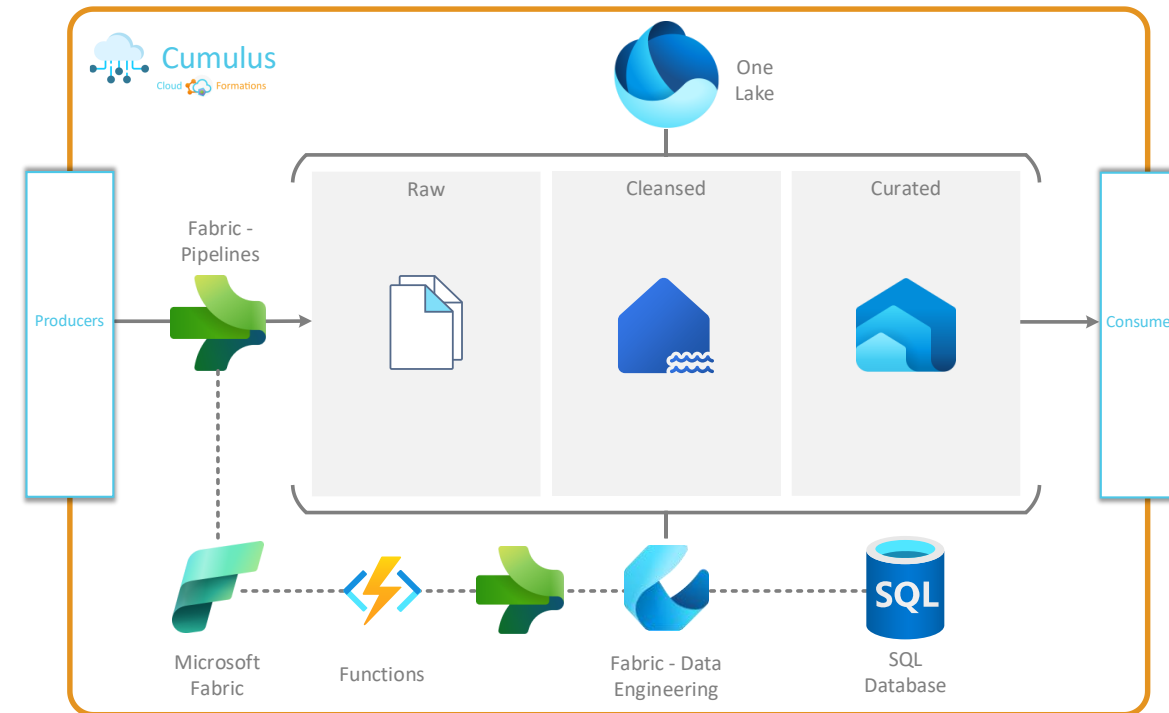 Cumulus
Cloud Formations
One
Lake
Raw
Cleansed
Curated
Fabric -
Pipelines
Producers
Consume
Microsoft
Fabric
Functions
Fabric - Data
Engineering
SQL
SQL
Database